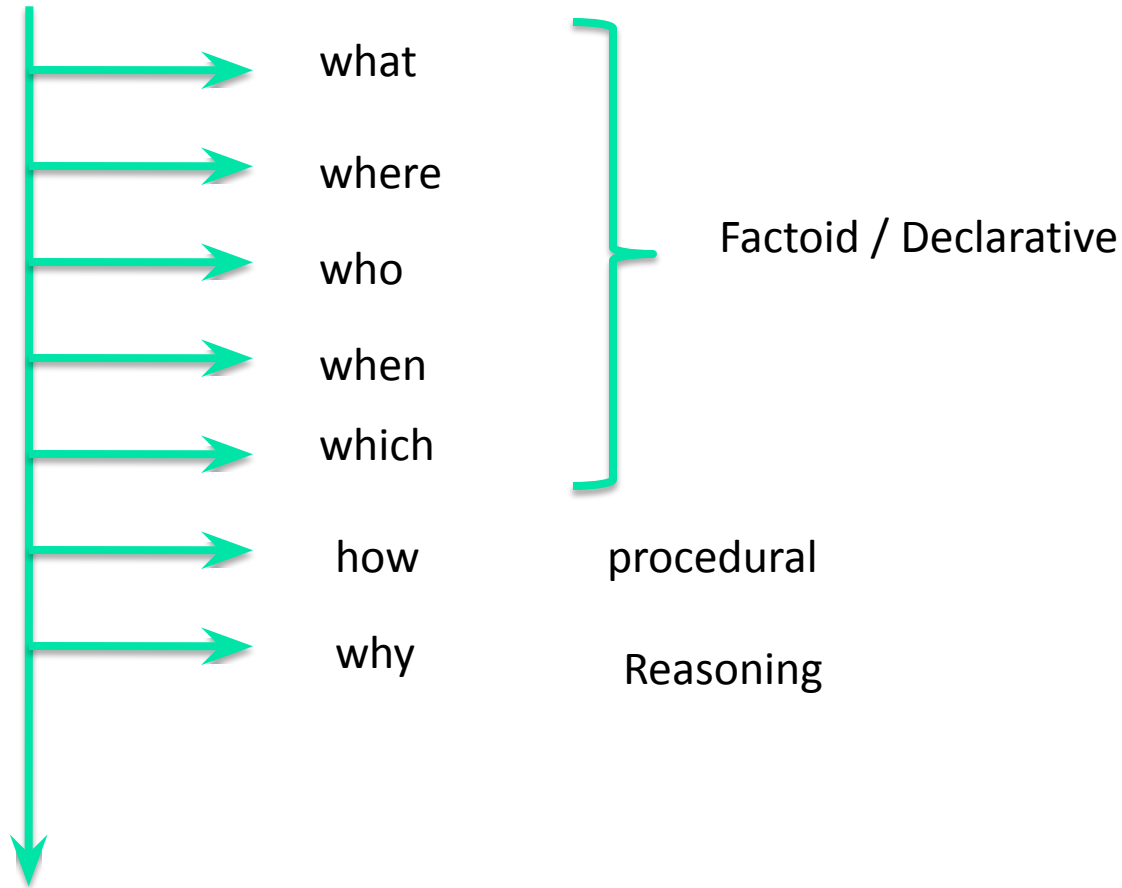 what
where
who
when
which
Factoid / Declarative
how procedural
why Reasoning